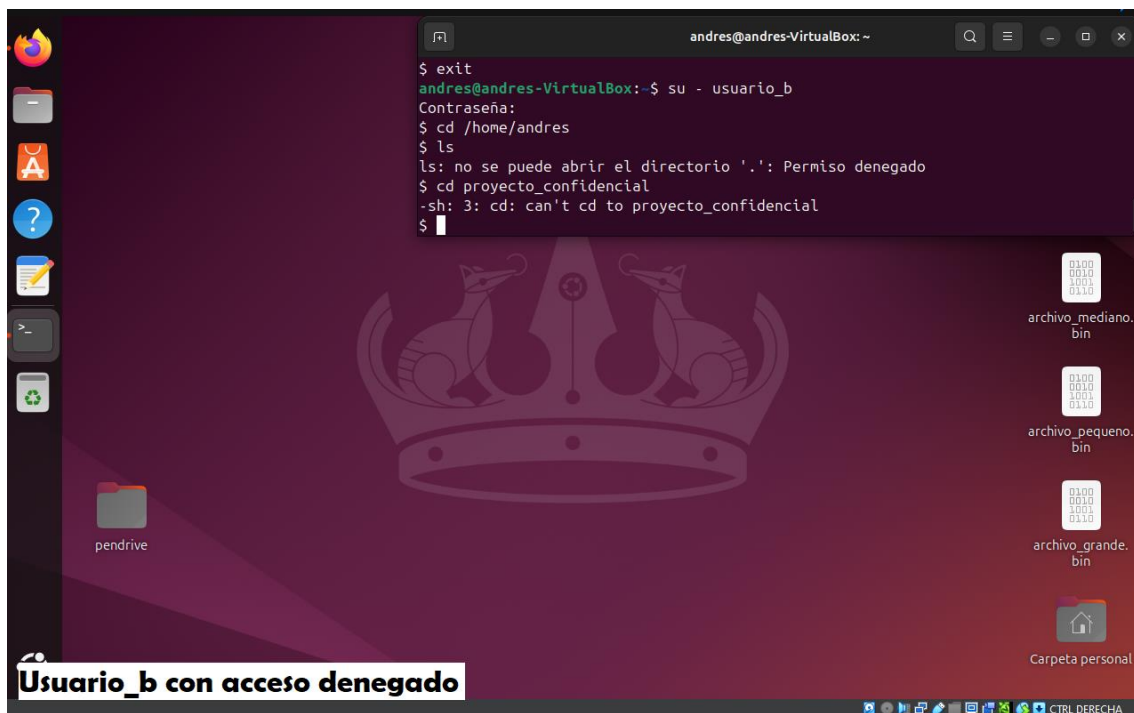 andres@andres-VirtualBox: ~
$ exit
andres@andres-VirtualBox:~$ su - usuario_b
Contraseña:
$ cd /home/andres
$ ls
ls: no se puede abrir el directorio '.': Permiso denegado
$ cd proyecto_confidencial
-sh: 3: cd: can't cd to proyecto_confidencial
$
archivo_mediano.
bin
archivo_pequeno.
bin
pendrive
archivo_grande.
bin
Carpeta personal
Usuario_b con acceso denegado
CTRL DERECHA